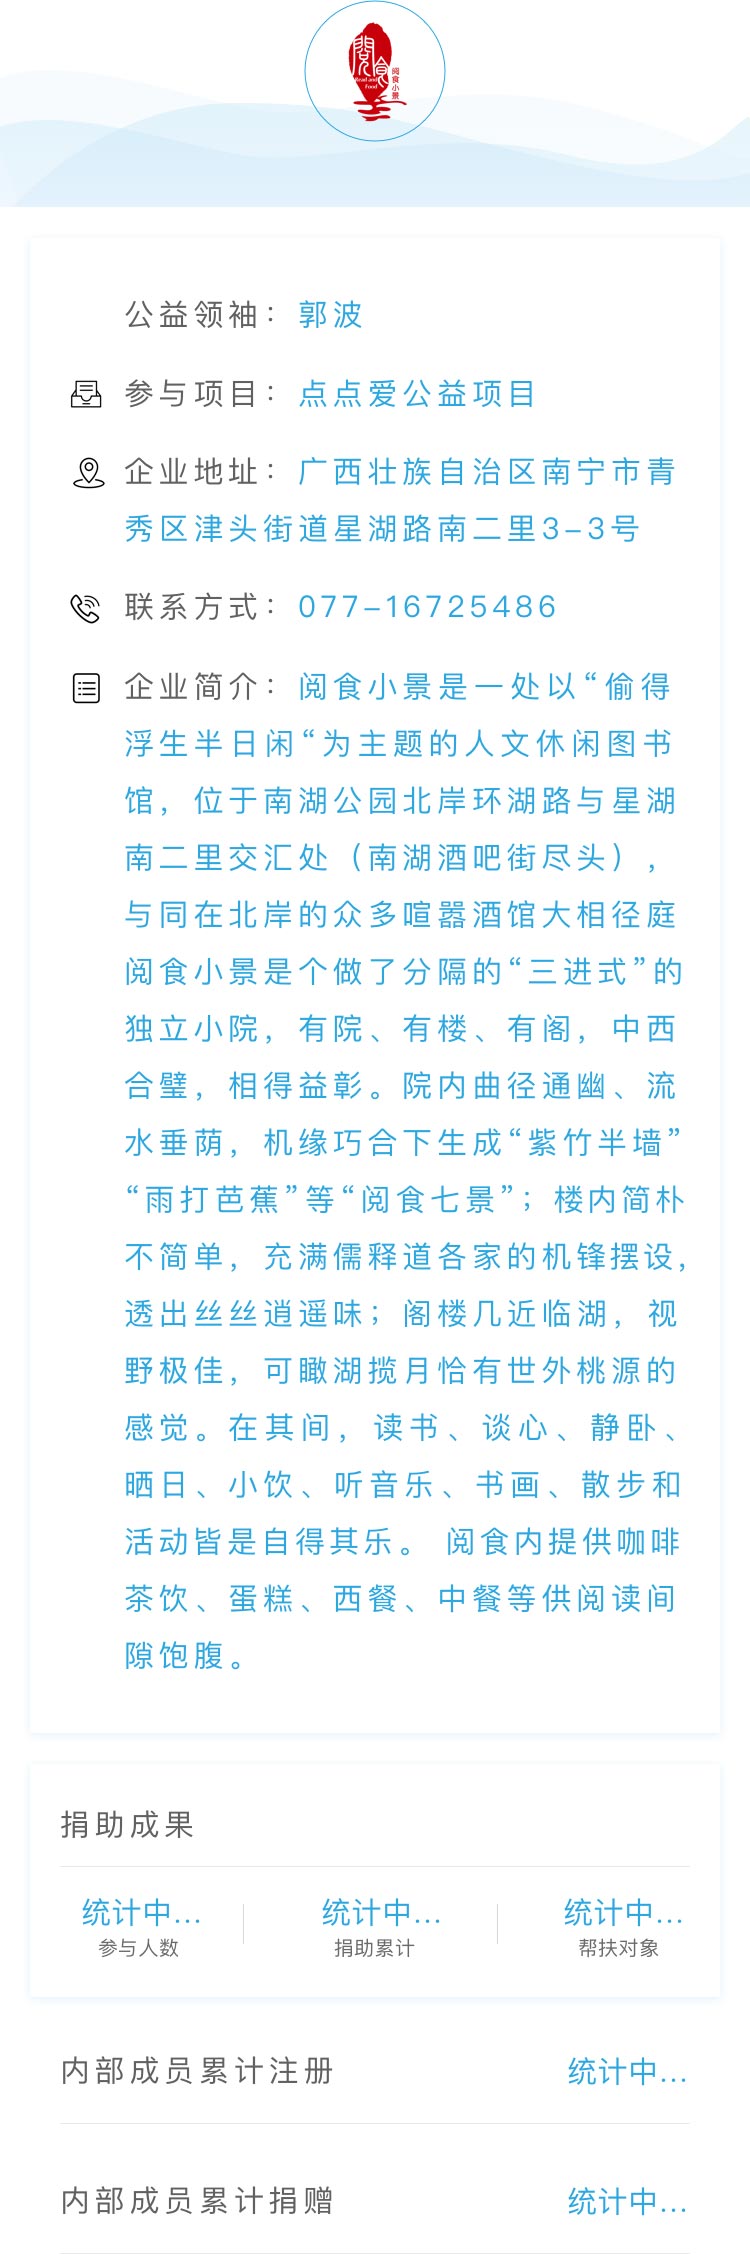 閱食
Read and
Food
阅食小景
公益领袖：郭波
参与项目：点点爱公益项目
企业地址：广西壮族自治区南宁市青
秀区津头街道星湖路南二里3-3号
联系方式：077-16725486
企业简介：阅食小景是一处以“偷得
浮生半日闲“为主题的人文休闲图书
馆，位于南湖公园北岸环湖路与星湖
南二里交汇处（南湖酒吧街尽头），
与同在北岸的众多喧嚣酒馆大相径庭
阅食小景是个做了分隔的“三进式”的
独立小院，有院、有楼、有阁，中西
合璧，相得益彰。院内曲径通幽、流
水垂荫，机缘巧合下生成“紫竹半墙”
“雨打芭蕉”等“阅食七景”；楼内简朴
不简单，充满儒释道各家的机锋摆设，
透出丝丝逍遥味；阁楼几近临湖，视
野极佳，可瞰湖揽月恰有世外桃源的
感觉。在其间，读书、谈心、静卧、
晒日、小饮、听音乐、书画、散步和
活动皆是自得其乐。 阅食内提供咖啡
茶饮、蛋糕、西餐、中餐等供阅读间
隙饱腹。
捐助成果
统计中... 统计中... 统计中...
参与人数 捐助累计 帮扶对象
内部成员累计注册 统计中...
内部成员累计捐赠 统计中...